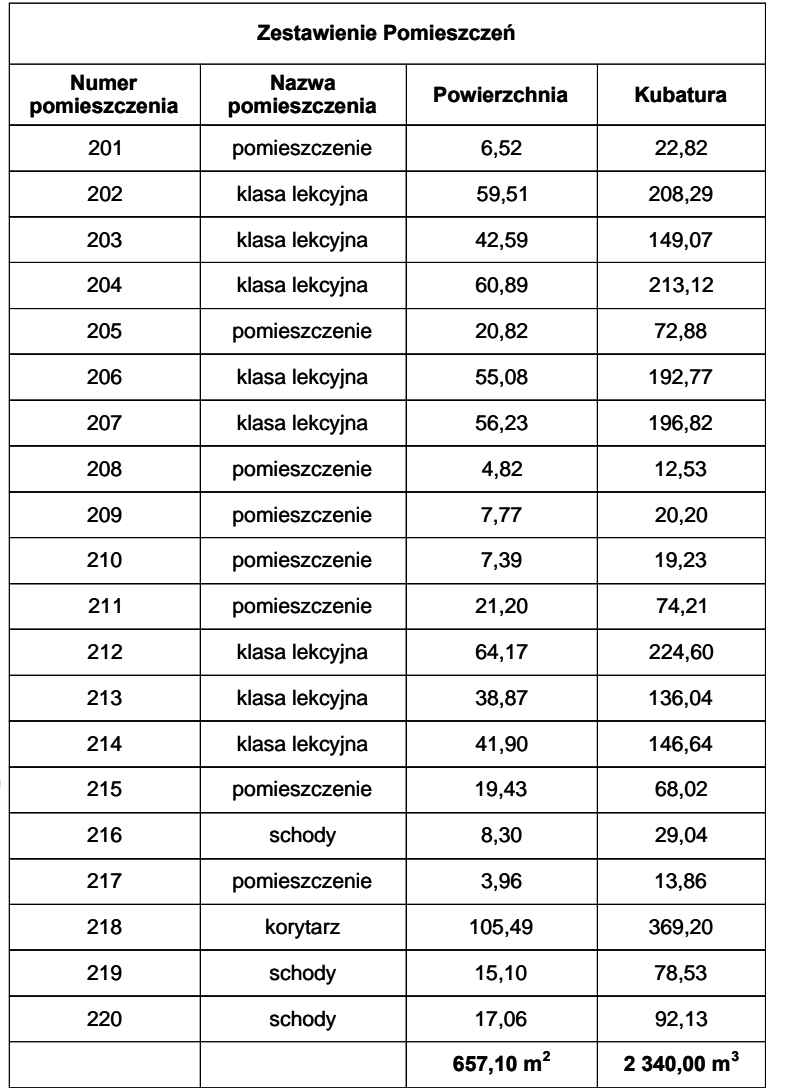 Zestawienie Pomieszczeń
Numer pomieszczenia Nazwa pomieszczenia Powierzchnia Kubatura
201 pomieszczenie 6,52 22,82
202 klasa lekcyjna 59,51 208,29
203 klasa lekcyjna 42,59 149,07
204 klasa lekcyjna 60,89 213,12
205 pomieszczenie 20,82 72,88
206 klasa lekcyjna 55,08 192,77
207 klasa lekcyjna 56,23 196,82
208 pomieszczenie 4,82 12,53
209 pomieszczenie 7,77 20,20
210 pomieszczenie 7,39 19,23
211 pomieszczenie 21,20 74,21
212 klasa lekcyjna 64,17 224,60
213 klasa lekcyjna 38,87 136,04
214 klasa lekcyjna 41,90 146,64
215 pomieszczenie 19,43 68,02
216 schody 8,30 29,04
217 pomieszczenie 3,96 13,86
218 korytarz 105,49 369,20
219 schody 15,10 78,53
220 schody 17,06 92,13
657,10 m² 2 340,00 m³